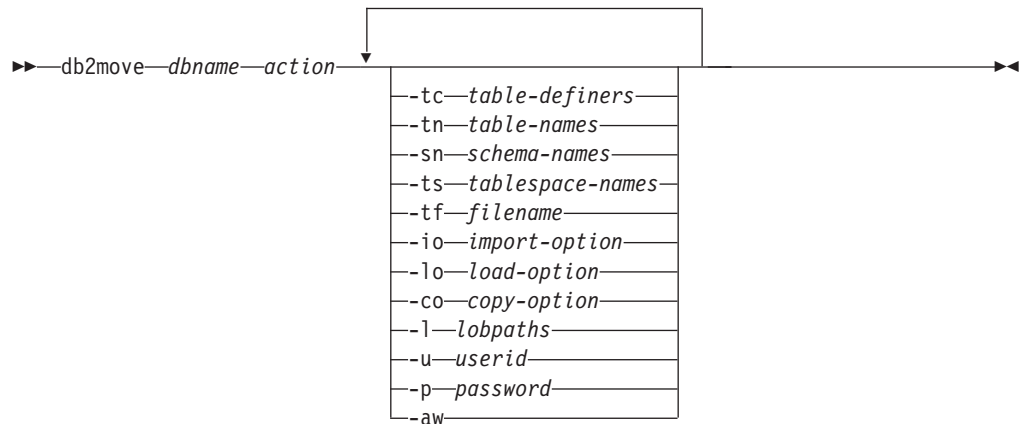 db2move dbname action
-tc table-definers
-tn table-names
-sn schema-names
-ts tablespace-names
-tf filename
-io import-option
-lo load-option
-co copy-option
-l lobpaths
-u userid
-p password
-aw